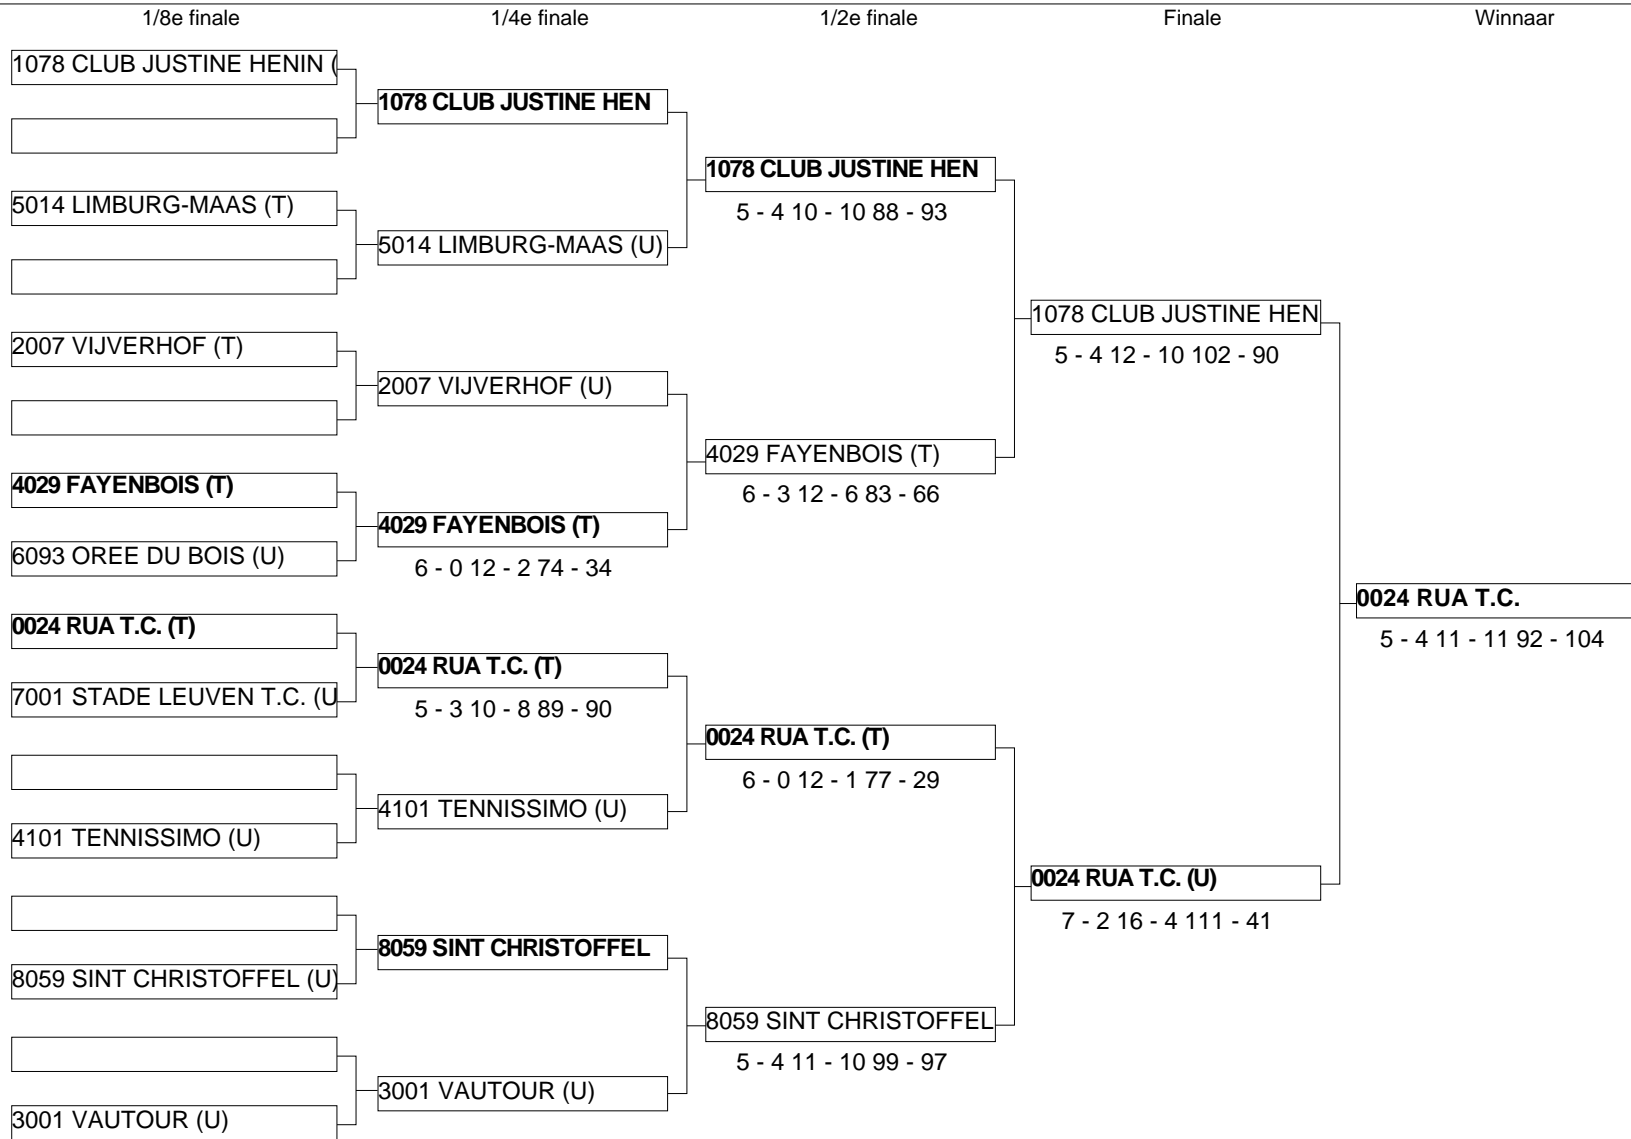 1/8e finale 1/4e finale 1/2e finale Finale Winnaar
1078 CLUB JUSTINE HENIN (
1078 CLUB JUSTINE HEN
1078 CLUB JUSTINE HEN
5 - 4 10 - 10 88 - 93
5014 LIMBURG-MAAS (T)
5014 LIMBURG-MAAS (U)
1078 CLUB JUSTINE HEN
5 - 4 12 - 10 102 - 90
2007 VIJVERHOF (T)
2007 VIJVERHOF (U)
4029 FAYENBOIS (T)
6 - 3 12 - 6 83 - 66
4029 FAYENBOIS (T)
4029 FAYENBOIS (T)
6093 OREE DU BOIS (U)
6 - 0 12 - 2 74 - 34
0024 RUA T.C.
5 - 4 11 - 11 92 - 104
0024 RUA T.C. (T)
0024 RUA T.C. (T)
7001 STADE LEUVEN T.C. (U
5 - 3 10 - 8 89 - 90
0024 RUA T.C. (T)
6 - 0 12 - 1 77 - 29
4101 TENNISSIMO (U)
4101 TENNISSIMO (U)
0024 RUA T.C. (U)
7 - 2 16 - 4 111 - 41
8059 SINT CHRISTOFFEL
8059 SINT CHRISTOFFEL (U)
8059 SINT CHRISTOFFEL
5 - 4 11 - 10 99 - 97
3001 VAUTOUR (U)
3001 VAUTOUR (U)